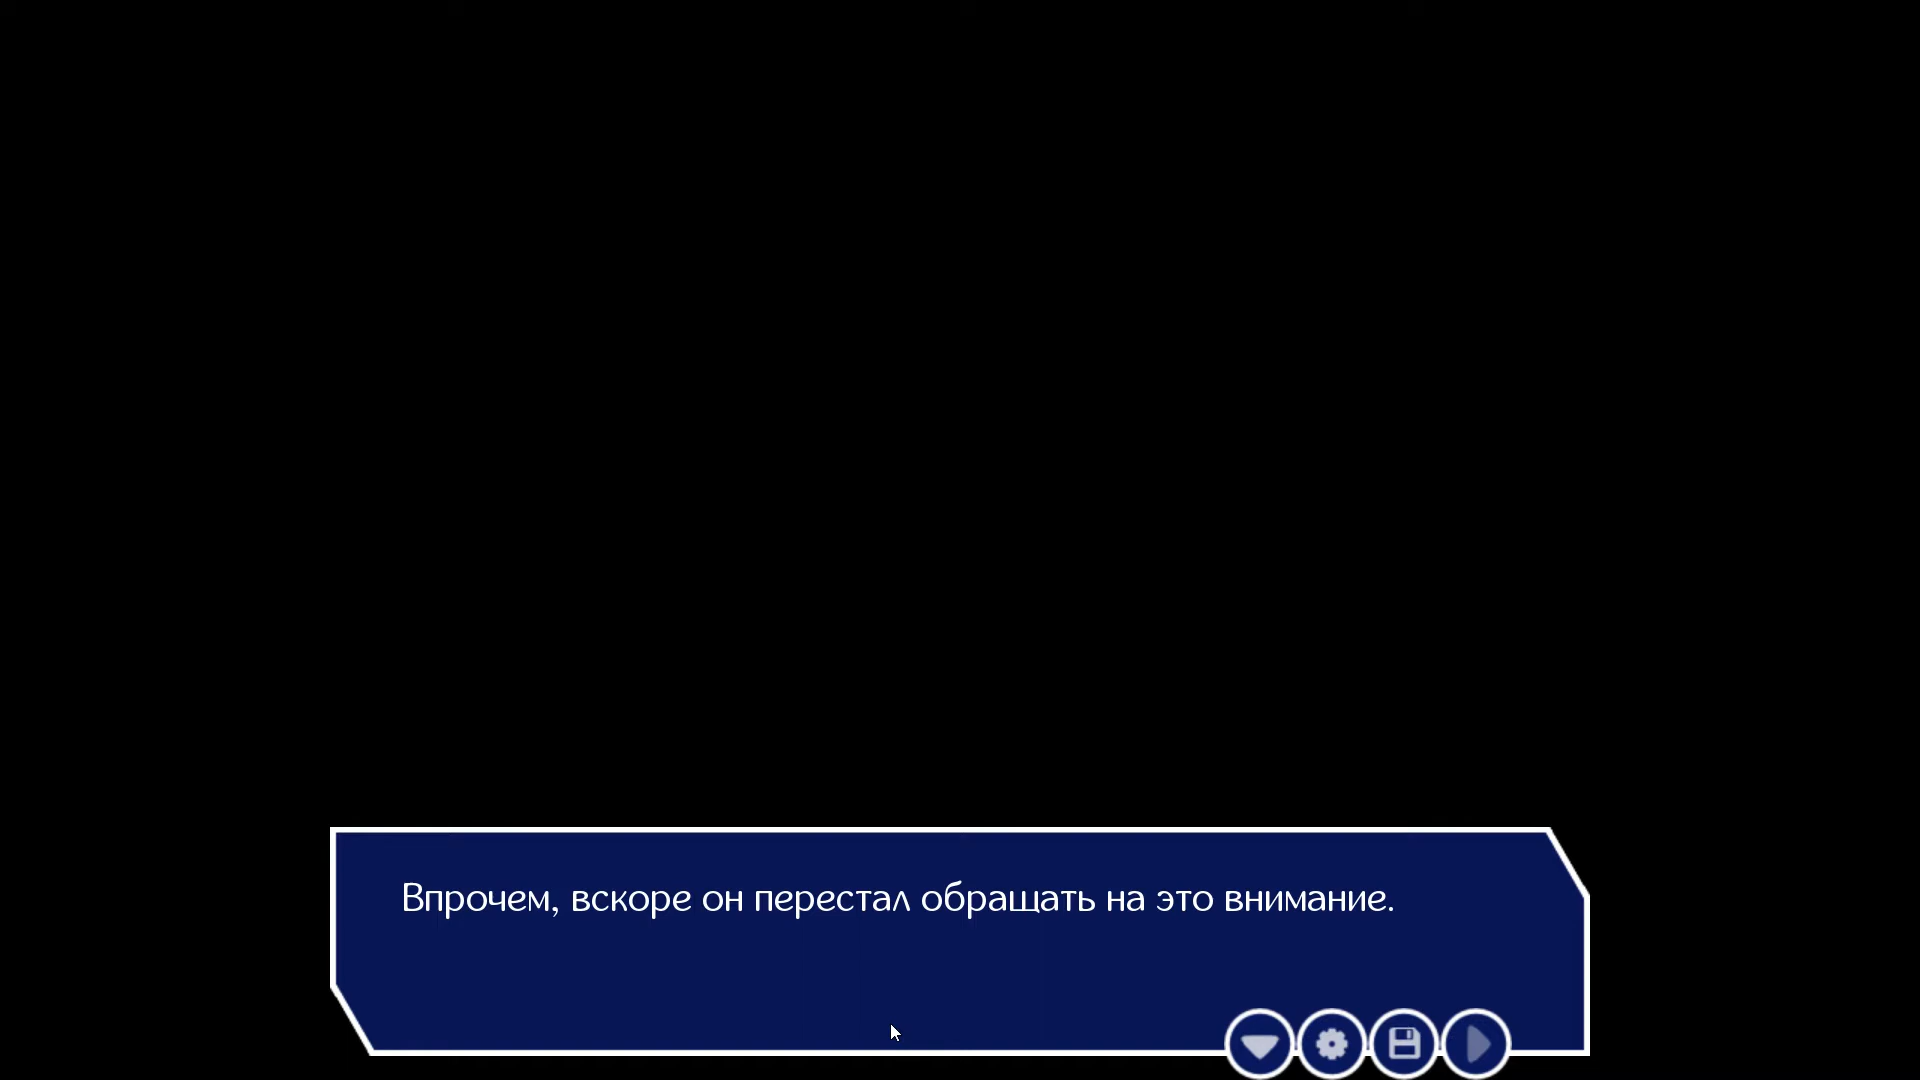 Впрочем, вскоре он перестал обращать на это внимание.